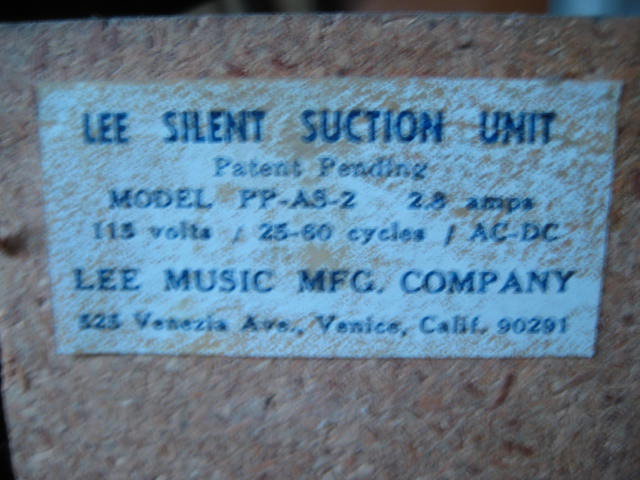 LEE SILENT SUCTION UNIT
Patent Pending
MODEL PP-AS-2 2.8 amps
115 volts / 25-60 cycles / AC-DC
LEE MUSIC MFG. COMPANY
525 Venezia Ave., Venice, Calif. 90291